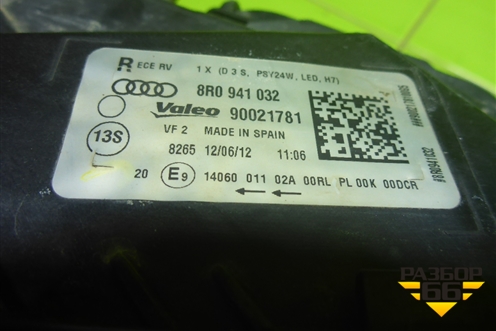 R ECE RV 1 X (D3S, PSY24W, LED, H7)
8R0 941 032
Valeo 90021781
13S VF 2 MADE IN SPAIN
8265 12/06/12 11:06
20 E9 14060 011 02A 00RL PL 00K 00DCR
#8R0941032
РАЗБОР
66